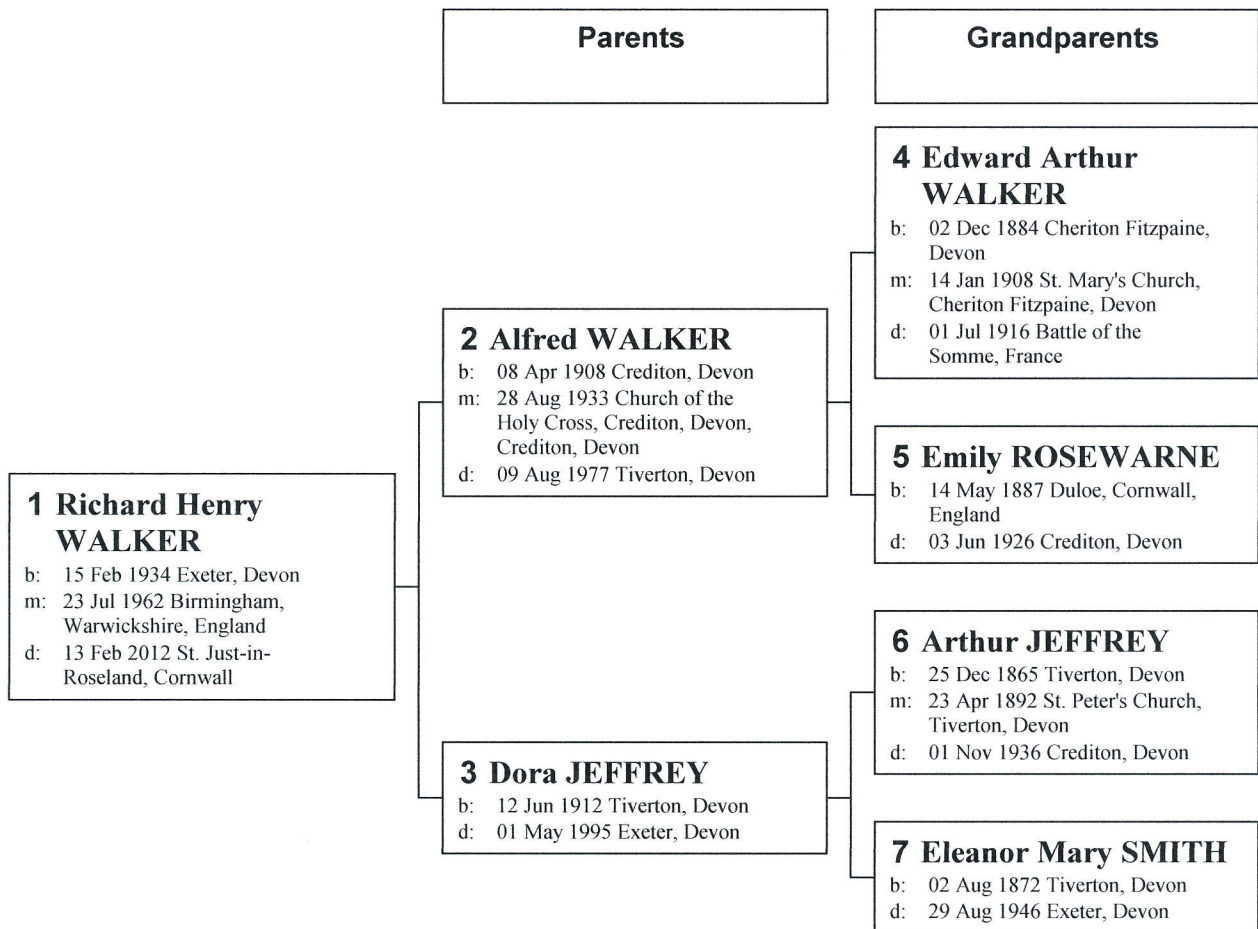 Parents
Grandparents
4 Edward Arthur
WALKER
b: 02 Dec 1884 Cheriton Fitzpaine,
Devon
m: 14 Jan 1908 St. Mary's Church,
Cheriton Fitzpaine, Devon
d: 01 Jul 1916 Battle of the
Somme, France
2 Alfred WALKER
b: 08 Apr 1908 Crediton, Devon
m: 28 Aug 1933 Church of the
Holy Cross, Crediton, Devon,
Crediton, Devon
d: 09 Aug 1977 Tiverton, Devon
5 Emily ROSEWARNE
b: 14 May 1887 Duloe, Cornwall,
England
d: 03 Jun 1926 Crediton, Devon
1 Richard Henry
WALKER
b: 15 Feb 1934 Exeter, Devon
m: 23 Jul 1962 Birmingham,
Warwickshire, England
d: 13 Feb 2012 St. Just-in-
Roseland, Cornwall
6 Arthur JEFFREY
b: 25 Dec 1865 Tiverton, Devon
m: 23 Apr 1892 St. Peter's Church,
Tiverton, Devon
d: 01 Nov 1936 Crediton, Devon
3 Dora JEFFREY
b: 12 Jun 1912 Tiverton, Devon
d: 01 May 1995 Exeter, Devon
7 Eleanor Mary SMITH
b: 02 Aug 1872 Tiverton, Devon
d: 29 Aug 1946 Exeter, Devon